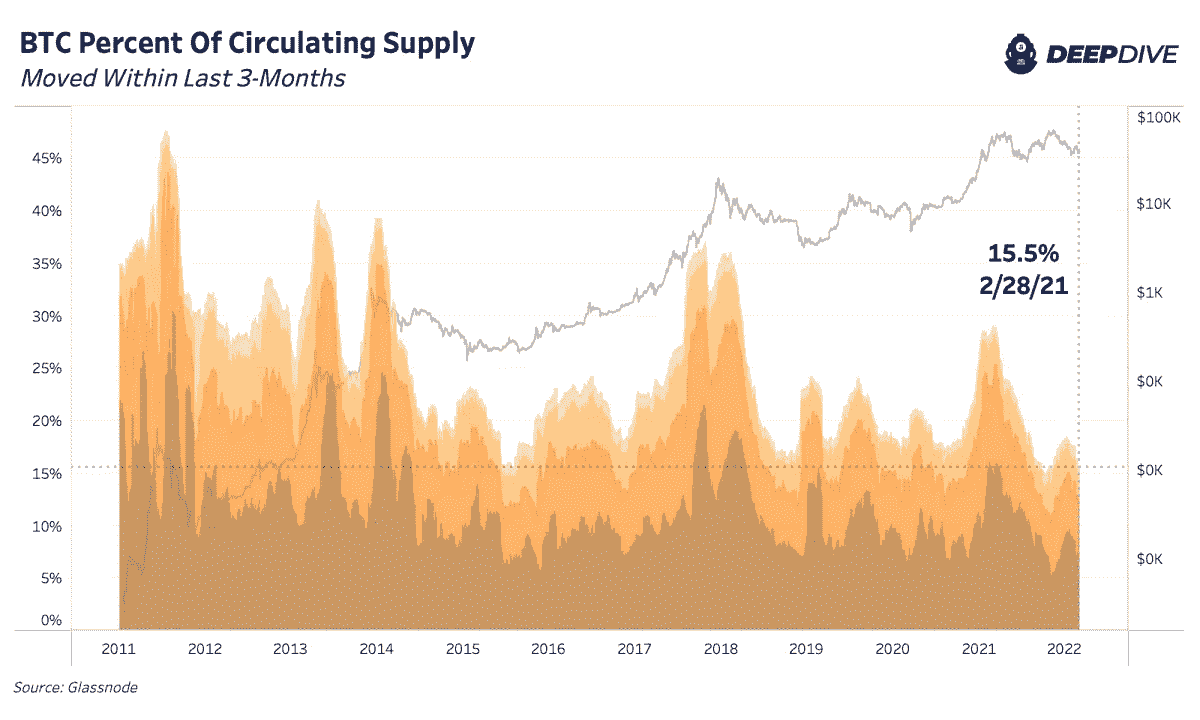 BTC Percent Of Circulating Supply
Moved Within Last 3-Months
DEEPDIVE
45%
40%
35%
30%
25%
20%
15%
10%
5%
0%
$100K
$10K
$1K
$0K
$0K
$0K
15.5%
2/28/21
2011 2012 2013 2014 2015 2016 2017 2018 2019 2020 2021 2022
Source: Glassnode